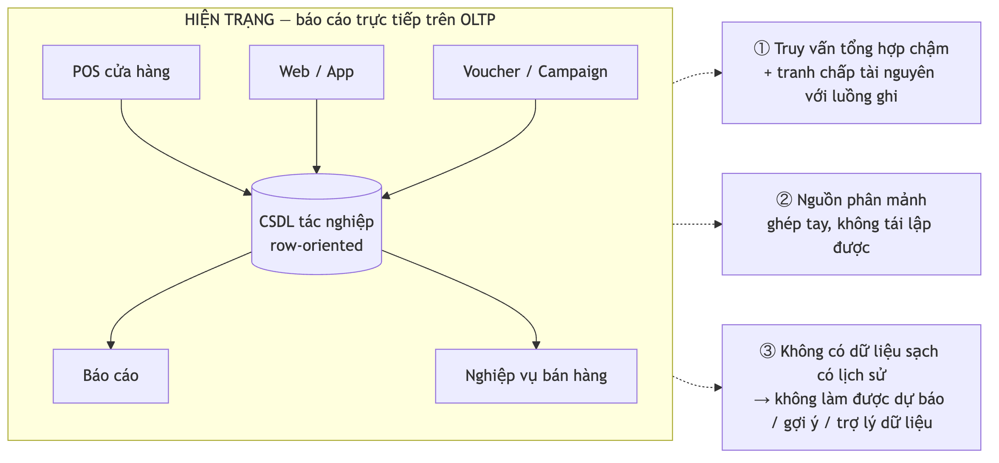 HIỆN TRẠNG — báo cáo trực tiếp trên OLTP
POS cửa hàng
Web / App
Voucher / Campaign
CSDL tác nghiệp
row-oriented
Báo cáo
Nghiệp vụ bán hàng
① Truy vấn tổng hợp chậm
+ tranh chấp tài nguyên
với luồng ghi
② Nguồn phân mảnh
ghép tay, không tái lập
được
③ Không có dữ liệu sạch
có lịch sử
→ không làm được dự báo
/ gợi ý / trợ lý dữ liệu